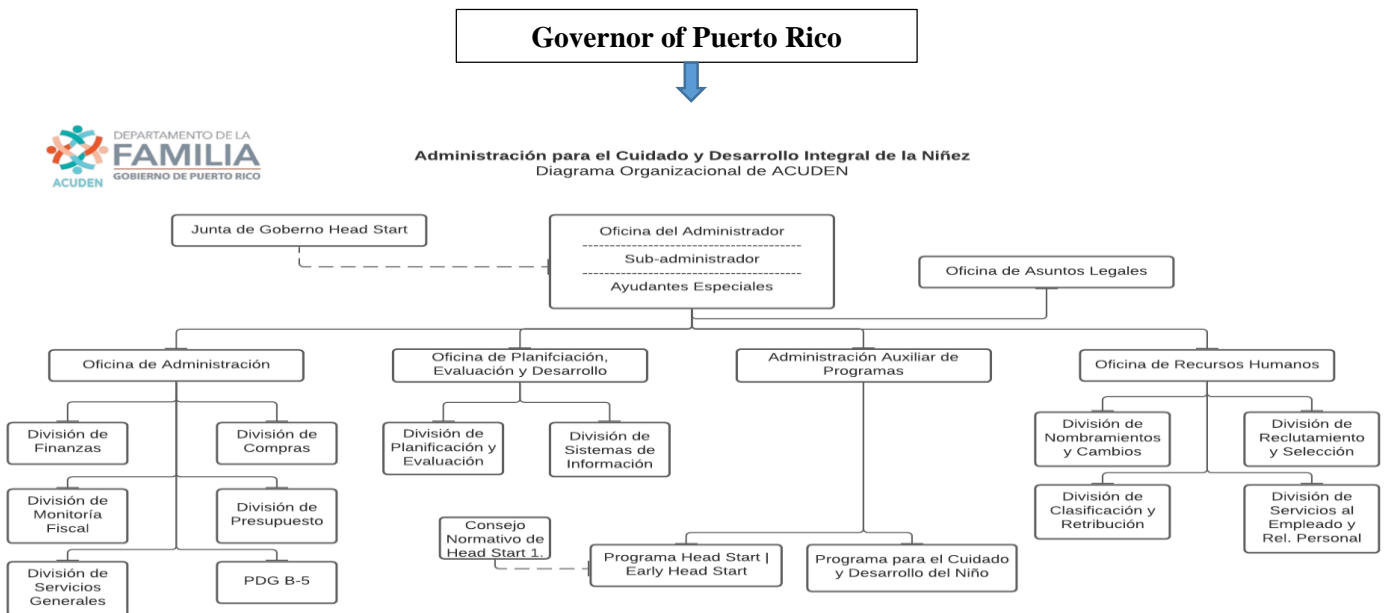 Governor of Puerto Rico
DEPARTAMENTO DE LA
FAMILIA
GOBIERNO DE PUERTO RICO
ACUDEN
Administración para el Cuidado y Desarrollo Integral de la Niñez
Diagrama Organizacional de ACUDEN
Junta de Goberno Head Start
Oficina del Administrador
Sub-administrador
Ayudantes Especiales
Oficina de Asuntos Legales
Oficina de Administración
Oficina de Planifciación,
Evaluación y Desarrollo
Administración Auxiliar de
Programas
Oficina de Recursos Humanos
División de
Finanzas
División de
Compras
División de
Planificación y
Evaluación
División de
Sistemas de
Información
División de
Nombramientos
y Cambios
División de
Reclutamiento
y Selección
División de
Monitoría
Fiscal
División de
Presupuesto
División de
Clasificación y
Retribución
División de
Servicios al
Empleado y
Rel. Personal
Consejo
Normativo de
Head Start 1.
Programa Head Start |
Early Head Start
Programa para el Cuidado
y Desarrollo del Niño
División de
Servicios
Generales
PDG B-5